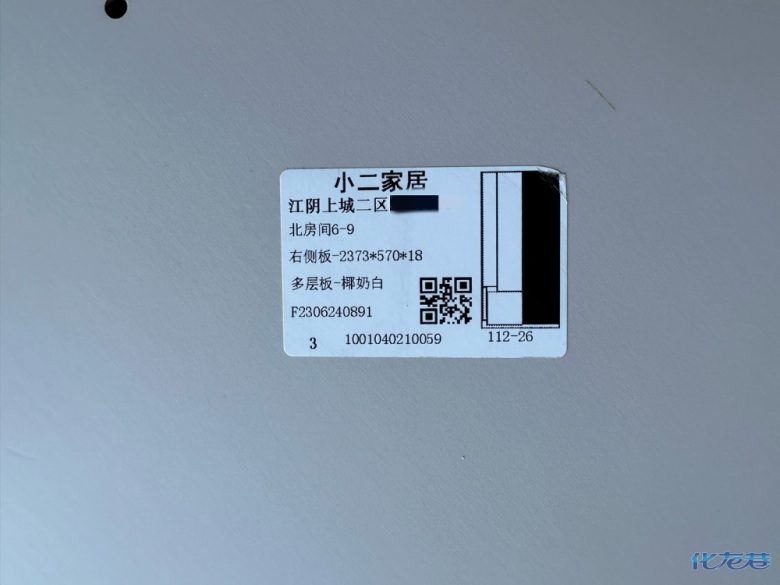 小二家居
江阴上城二区
北房间6-9
右侧板-2373*570*18
多层板-椰奶白
F2306240891
3 1001040210059
112-26
化龙巷